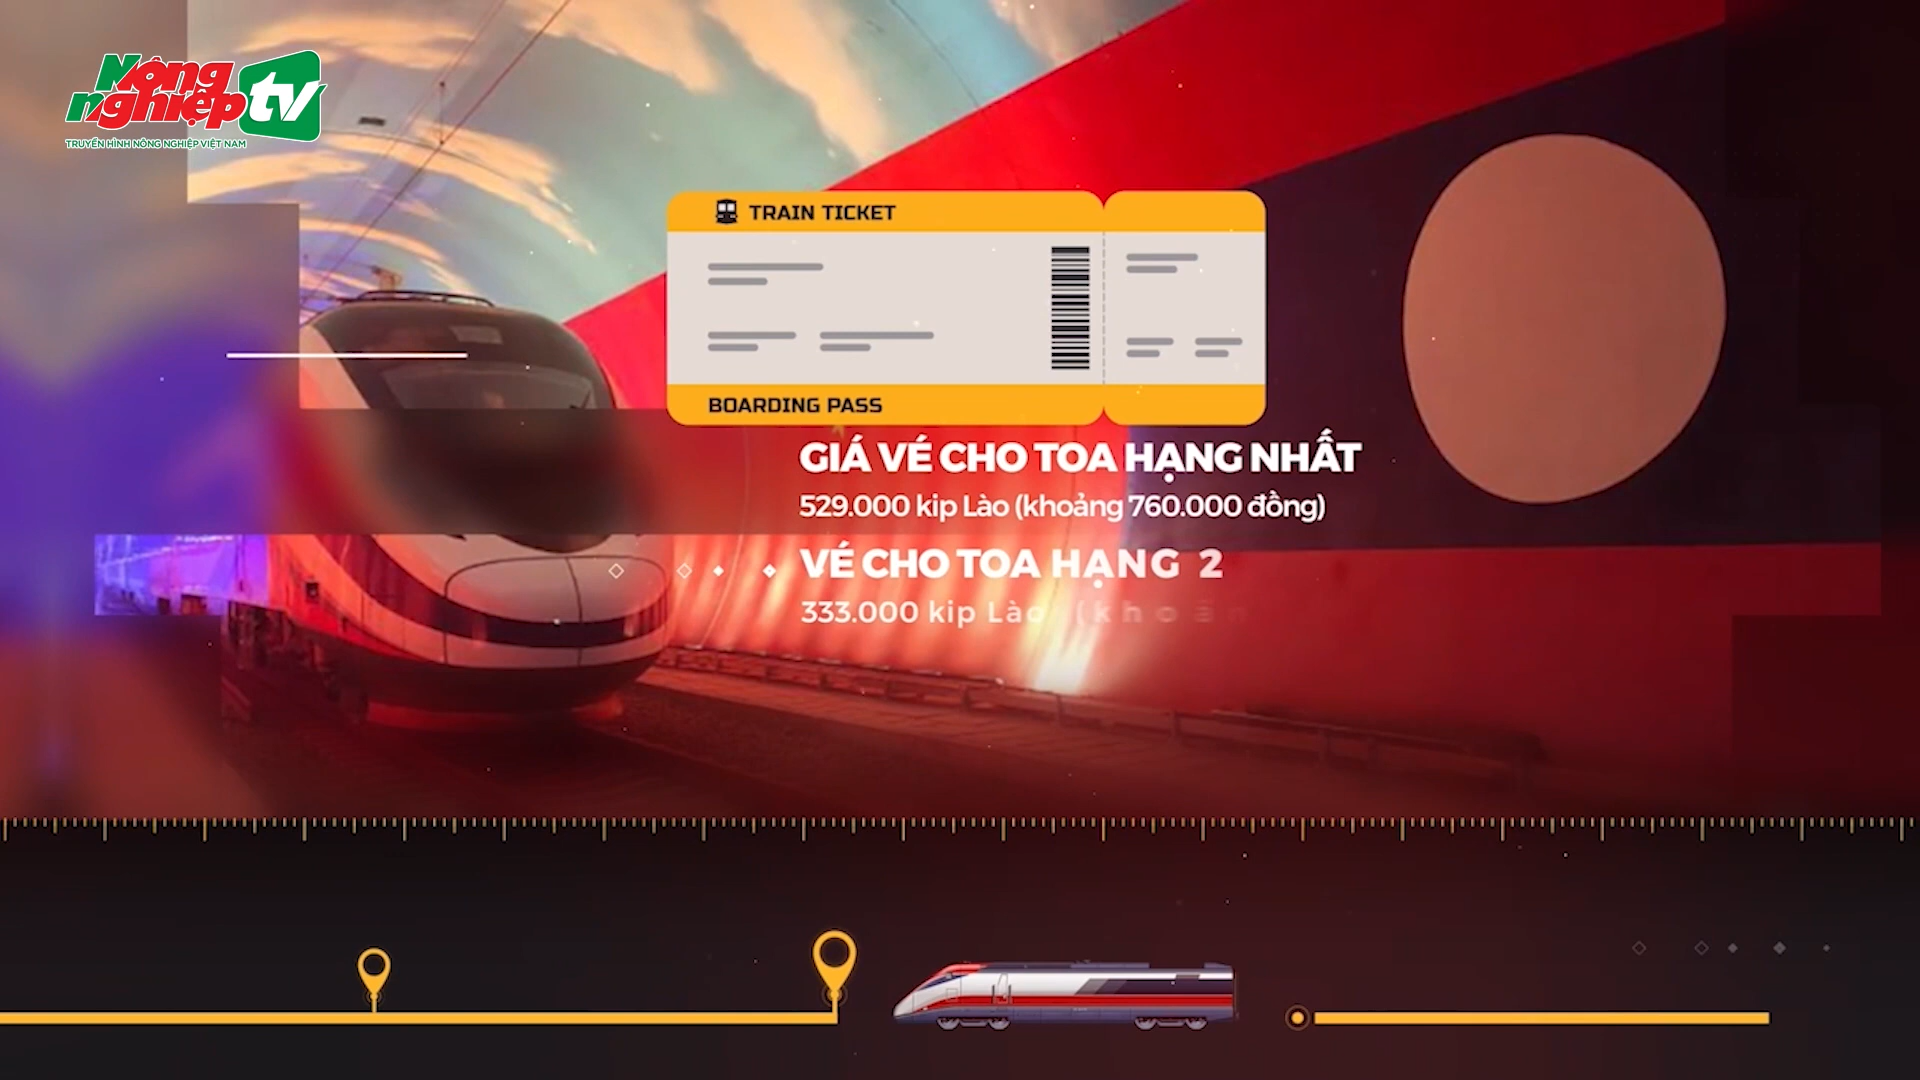 Nông
nghiệp tv
TRUYỀN HÌNH NÔNG NGHIỆP VIỆT NAM
TRAIN TICKET
BOARDING PASS
GIÁ VÉ CHO TOA HẠNG NHẤT
529.000 kip Lào (khoảng 760.000 đồng)
VÉ CHO TOA HẠNG 2
333.000 kip Lào